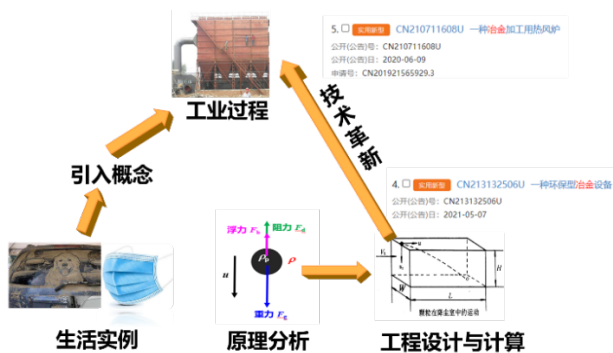 5. 实用新型 CN210711608U 一种冶金加工用热风炉
公开(公告)号：CN210711608U
公开(公告)日：2020-06-09
申请号：CN201921565929.3
工业过程
技术革新
引入概念
4. 实用新型 CN213132506U 一种环保型冶金设备
公开(公告)号：CN213132506U
公开(公告)日：2021-05-07
浮力 Fb 阻力 Fd
ρp ρ
u
重力 Fg
u
H
W
L
颗粒在降尘室中的运动
生活实例
原理分析
工程设计与计算